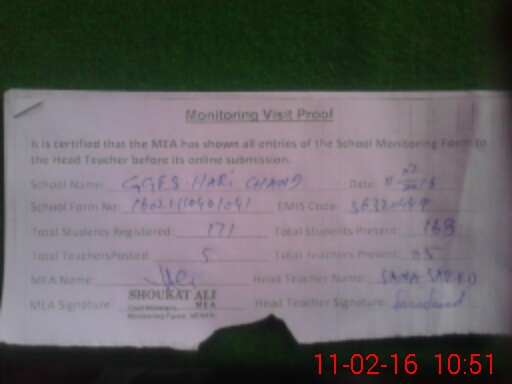 Monitoring Visit Proof
It is certified that the MEA has shown all entries of the School Monitoring Form to
the Head Teacher before its online submission.
School Name: GGES HARI CHAND Date: 11
School Form No: EMIS Code:
Total Students Registered: 171 Total Students Present: 168
Total TeachersPosted: 5 Total Teachers Present: 05
MEA Name: Head Teacher Name: SANA SAEED
SHOUKAT ALI
MEA Signature: MEA Head Teacher Signature:
11-02-16 10:51